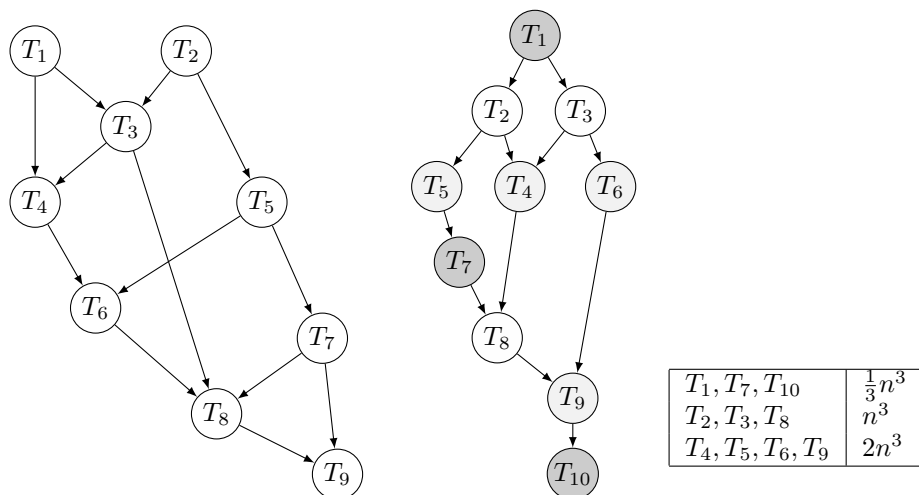 T₁ T₂
T₃
T₄ T₅
T₆
T₇
T₈
T₉
T₁
T₂ T₃
T₅ T₄ T₆
T₇
T₈
T₉
T₁₀
T₁, T₇, T₁₀ | ⅓n³
T₂, T₃, T₈ | n³
T₄, T₅, T₆, T₉ | 2n³